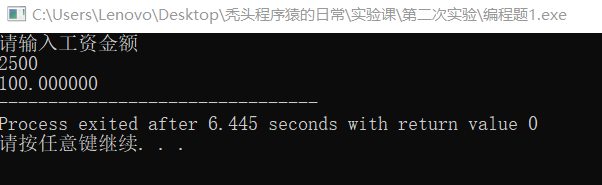 C:\Users\Lenovo\Desktop\秃头程序猿的日常\实验课\第二次实验\编程题1.exe
请输入工资金额
2500
100.000000
--------------------------------
Process exited after 6.445 seconds with return value 0
请按任意键继续. . .